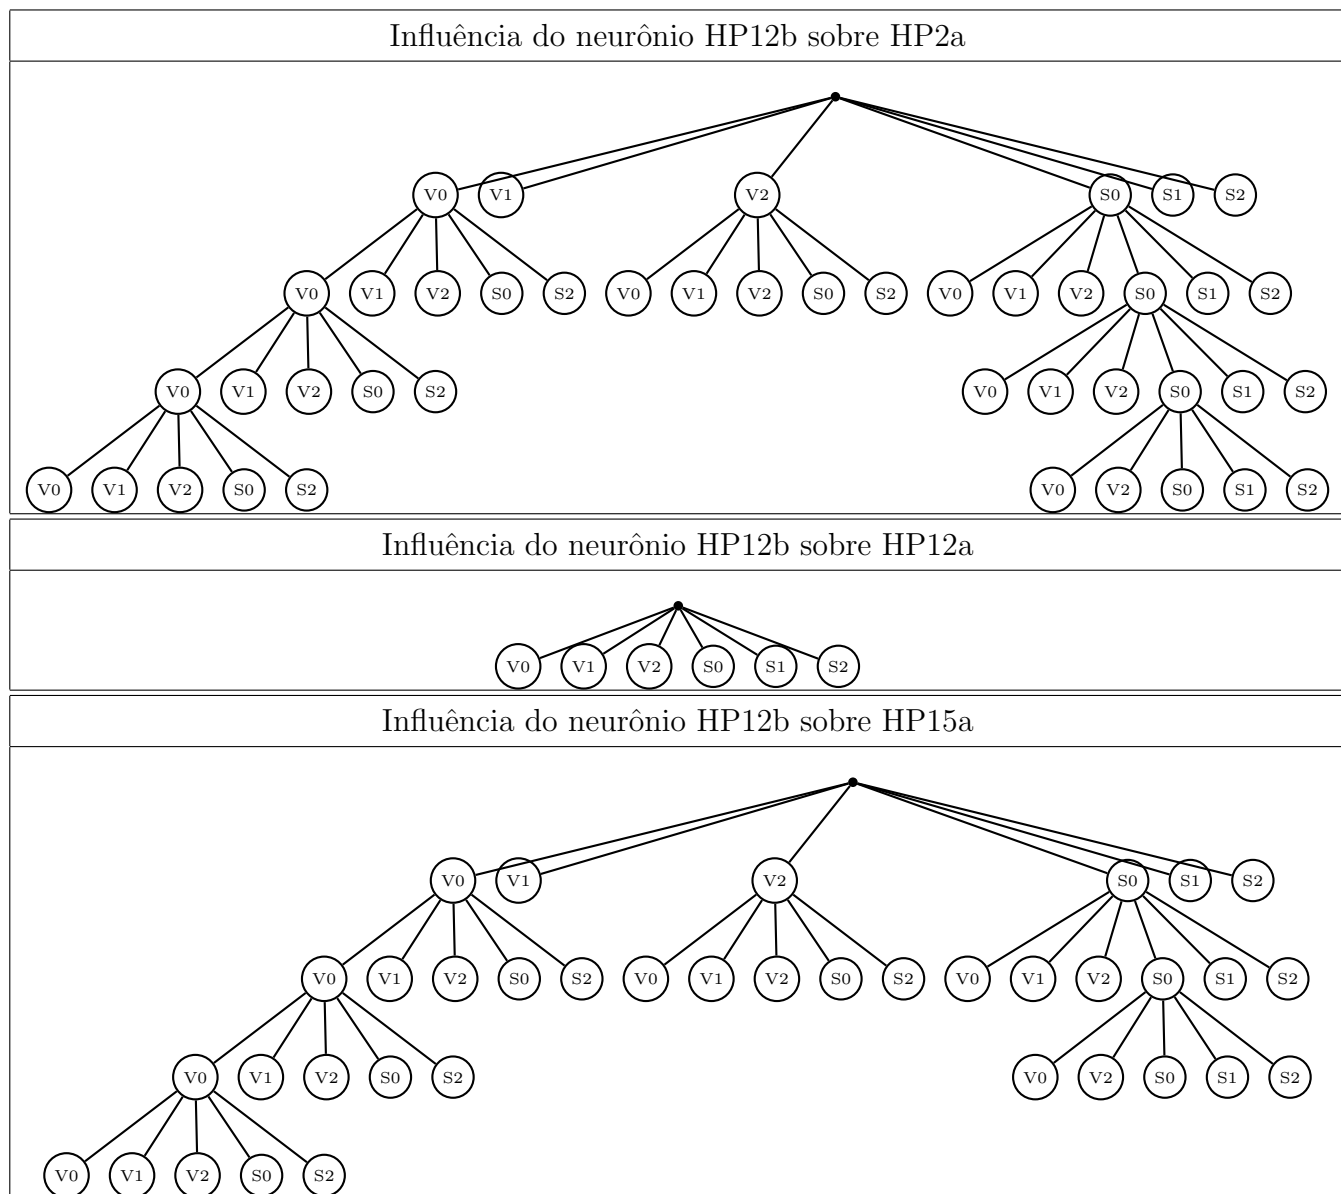 Influência do neurônio HP12b sobre HP2a
V0 V1 V2 S0 S1 S2
V0 V1 V2 S0 S2 V0 V1 V2 S0 S2 V0 V1 V2 S0 S1 S2
V0 V1 V2 S0 S2 V0 V1 V2 S0 S1 S2
V0 V1 V2 S0 S2 V0 V2 S0 S1 S2
Influência do neurônio HP12b sobre HP12a
V0 V1 V2 S0 S1 S2
Influência do neurônio HP12b sobre HP15a
V0 V1 V2 S0 S1 S2
V0 V1 V2 S0 S2 V0 V1 V2 S0 S2 V0 V1 V2 S0 S1 S2
V0 V1 V2 S0 S2 V0 V2 S0 S1 S2
V0 V1 V2 S0 S2